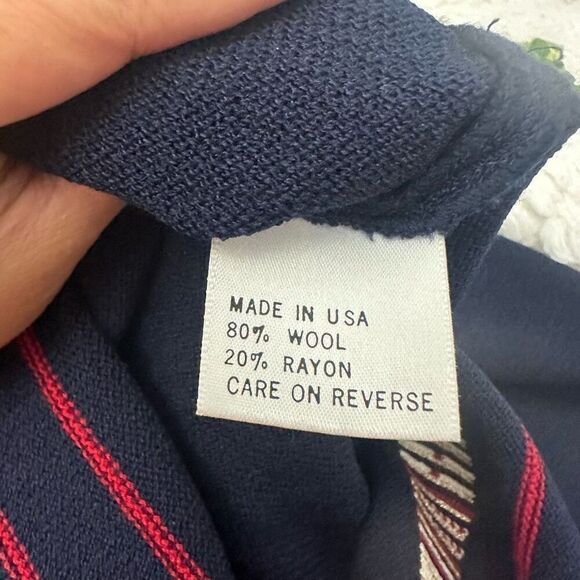 MADE IN USA
80% WOOL
20% RAYON
CARE ON REVERSE